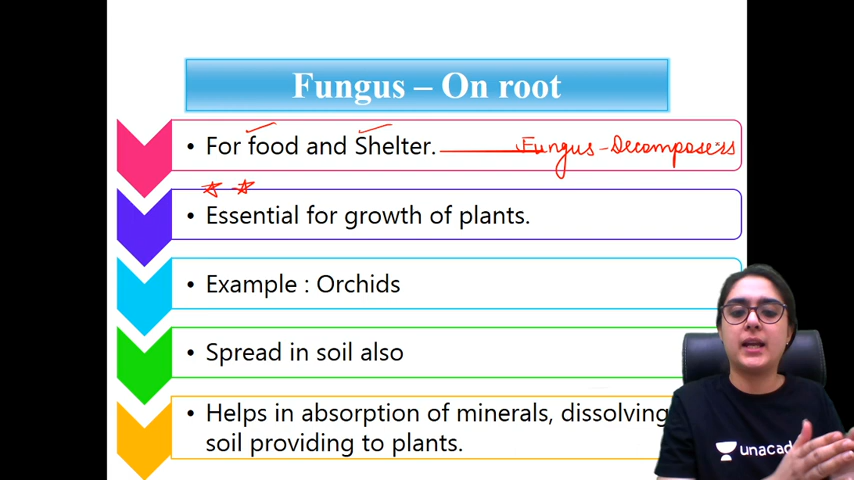 Fungus – On root
• For food and Shelter. Fungus - Decomposers
• Essential for growth of plants.
• Example : Orchids
• Spread in soil also
• Helps in absorption of minerals, dissolving
soil providing to plants.
unacad